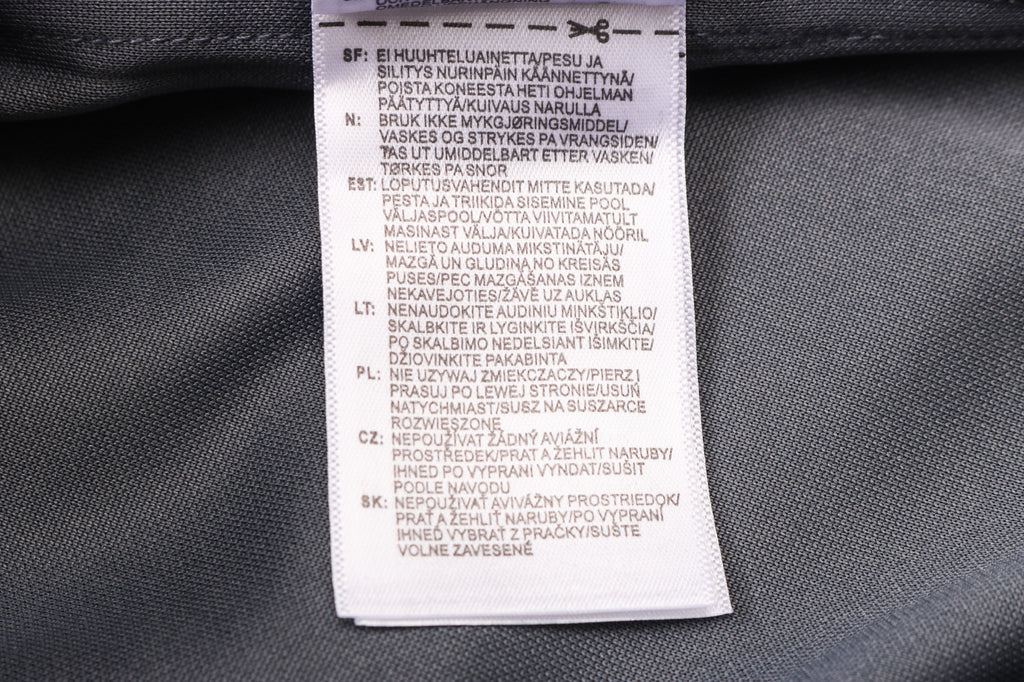 SF: EI HUUHTELUAINETTA/PESU JA
SILITYS NURINPÄIN KÄÄNNETTYNÄ/
POISTA KONEESTA HETI OHJELMAN
PÄÄTYTTYÄ/KUIVAUS NARULLA
N: BRUK IKKE MYKGJØRINGSMIDDEL/
VASKES OG STRYKES PA VRANGSIDEN/
TAS UT UMIDDELBART ETTER VASKEN/
TØRKES PA SNOR
EST: LOPUTUSVAHENDIT MITTE KASUTADA/
PESTA JA TRIIKIDA SISEMINE POOL
VÄLJASPOOL/VÖTTA VIIVITAMATULT
MASINAST VÄLJA/KUIVATADA NÖÖRIL
LV: NELIETO AUDUMA MIKSTINĀTĀJU/
MAZGĀ UN GLUDINA NO KREISĀS
PUSES/PEC MAZGĀŠANAS IZNEM
NEKAVEJOTIES/ŽĀVĒ UZ AUKLAS
LT: NENAUDOKITE AUDINIU MINKŠTIKLIO/
SKALBKITE IR LYGINKITE IŠVIRKŠČIA/
PO SKALBIMO NEDELSIANT IŠIMKITE/
DŽIOVINKITE PAKABINTA
PL: NIE UZYWAJ ZMIEKCZACZY/PIERZ I
PRASUJ PO LEWEJ STRONIE/USUŃ
NATYCHMIAST/SUSZ NA SUSZARCE
ROZWIESZONE
CZ: NEPOUŽÍVAT ŽÁDNÝ AVIÁŽNÍ
PROSTŘEDEK/PRAT A ŽEHLIT NARUBY/
IHNED PO VYPRANI VYNDAT/SUŠIT
PODLE NAVODU
SK: NEPOUŽÍVAŤ AVIVÁŽNY PROSTRIEDOK/
PRAŤ A ŽEHLIŤ NARUBY/PO VYPRANÍ
IHNEĎ VYBRAŤ Z PRAČKY/SUŠTE
VOLNE ZAVESENÉ